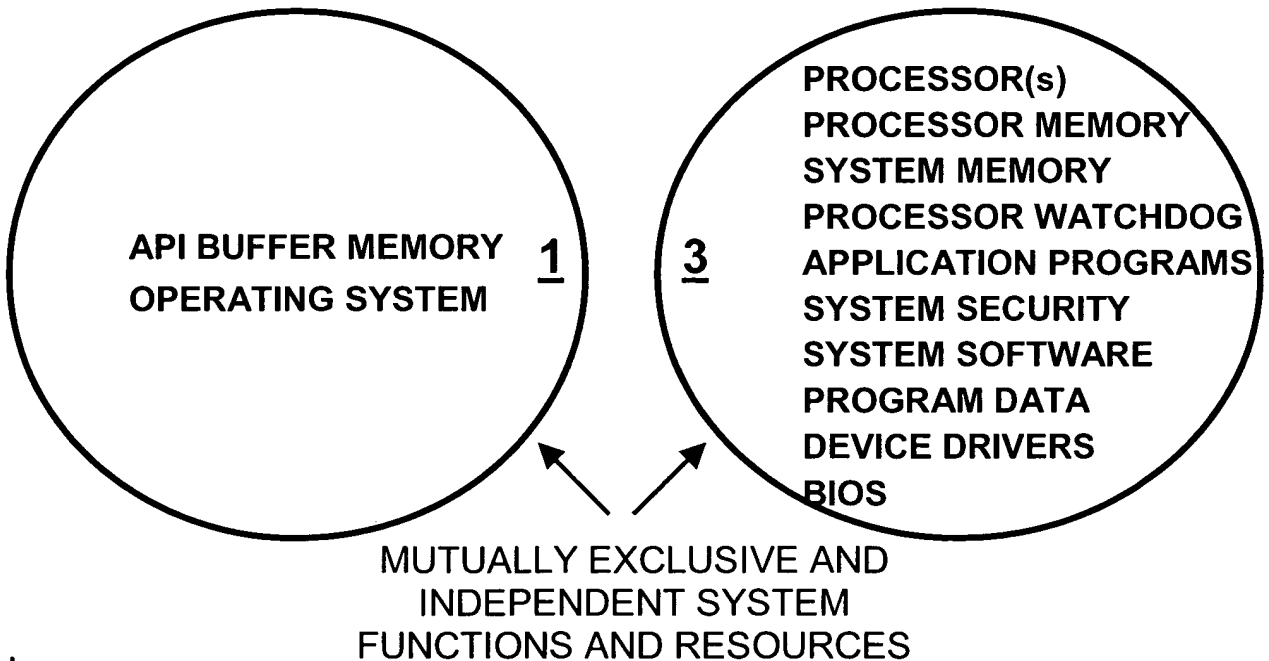 API BUFFER MEMORY
OPERATING SYSTEM
1
3
PROCESSOR(s)
PROCESSOR MEMORY
SYSTEM MEMORY
PROCESSOR WATCHDOG
APPLICATION PROGRAMS
SYSTEM SECURITY
SYSTEM SOFTWARE
PROGRAM DATA
DEVICE DRIVERS
BIOS
MUTUALLY EXCLUSIVE AND
INDEPENDENT SYSTEM
FUNCTIONS AND RESOURCES